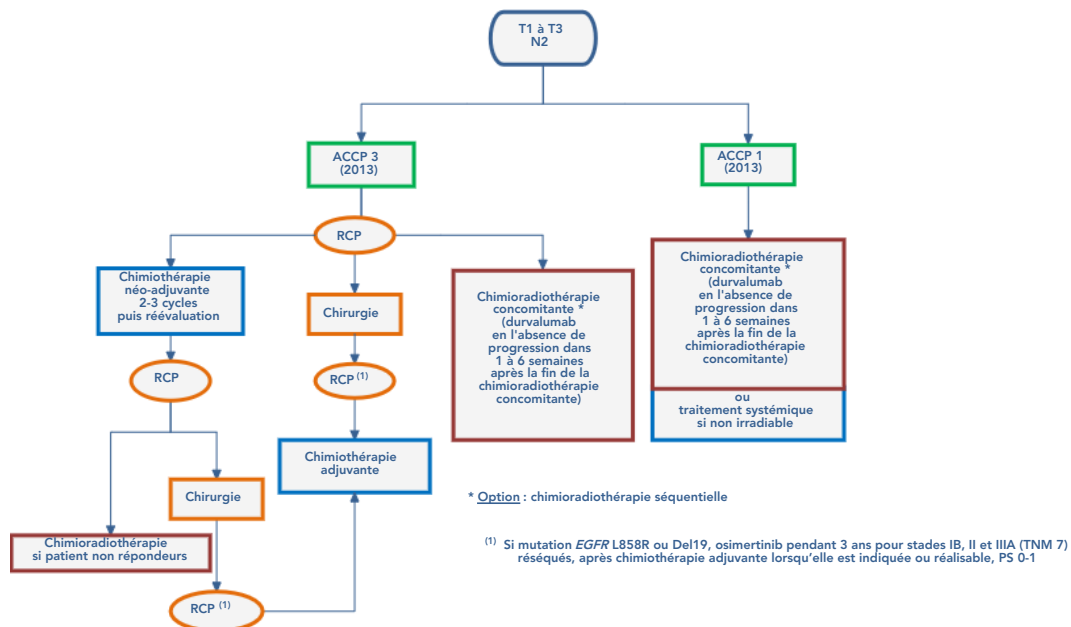 T1 à T3
N2
ACCP 3
(2013)
ACCP 1
(2013)
RCP
Chimiothérapie
néo-adjuvante
2-3 cycles
puis réévaluation
Chirurgie
Chimioradiothérapie
concomitante *
(durvalumab
en l'absence de
progression dans
1 à 6 semaines
après la fin de la
chimioradiothérapie
concomitante)
Chimioradiothérapie
concomitante *
(durvalumab
en l'absence de
progression dans
1 à 6 semaines
après la fin de la
chimioradiothérapie
concomitante)
ou
traitement systémique
si non irradiable
RCP
RCP (1)
Chimiothérapie
adjuvante
Chirurgie
Chimioradiothérapie
si patient non répondeurs
RCP (1)
* Option : chimioradiothérapie séquentielle
(1) Si mutation EGFR L858R ou Del19, osimertinib pendant 3 ans pour stades IB, II et IIIA (TNM 7)
réséqués, après chimiothérapie adjuvante lorsqu'elle est indiquée ou réalisable, PS 0-1